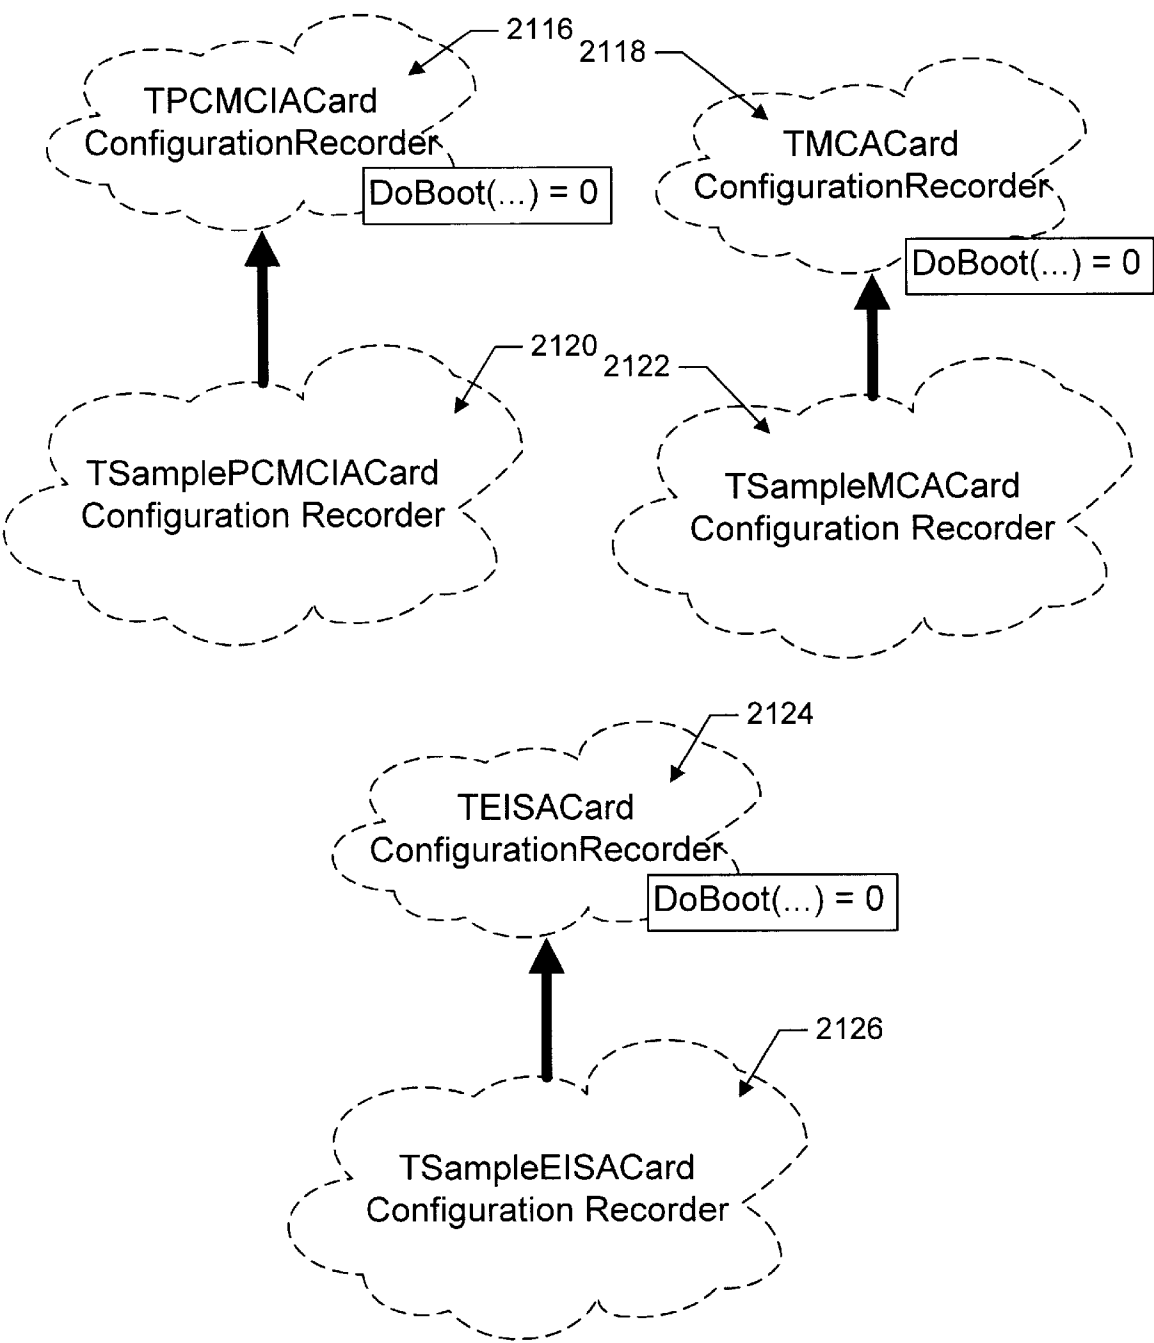 2116
2118
TPCMCIACard
ConfigurationRecorder
DoBoot(...) = 0
TMCACard
ConfigurationRecorder
DoBoot(...) = 0
2120
2122
TSamplePCMCIACard
Configuration Recorder
TSampleMCACard
Configuration Recorder
2124
TEISACard
ConfigurationRecorder
DoBoot(...) = 0
2126
TSampleEISACard
Configuration Recorder